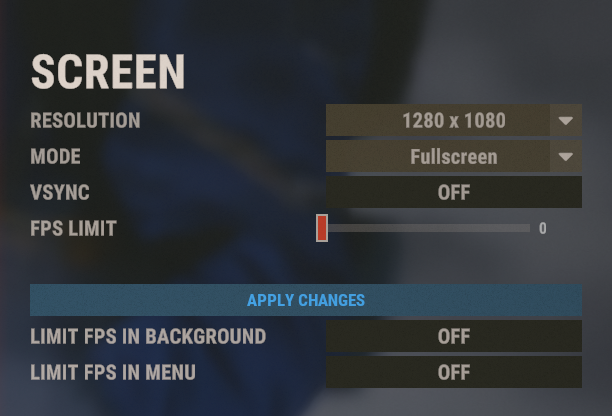 SCREEN
RESOLUTION 1280 x 1080
MODE Fullscreen
VSYNC OFF
FPS LIMIT 0
APPLY CHANGES
LIMIT FPS IN BACKGROUND OFF
LIMIT FPS IN MENU OFF